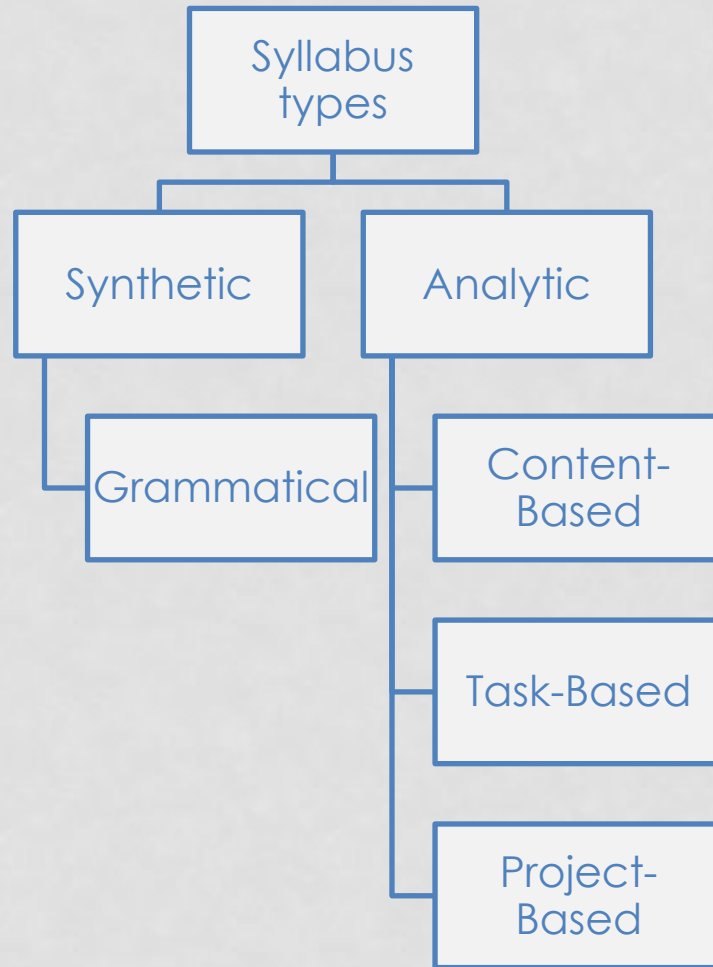 Syllabus
types
Synthetic
Analytic
Grammatical
Content-
Based
Task-Based
Project-
Based